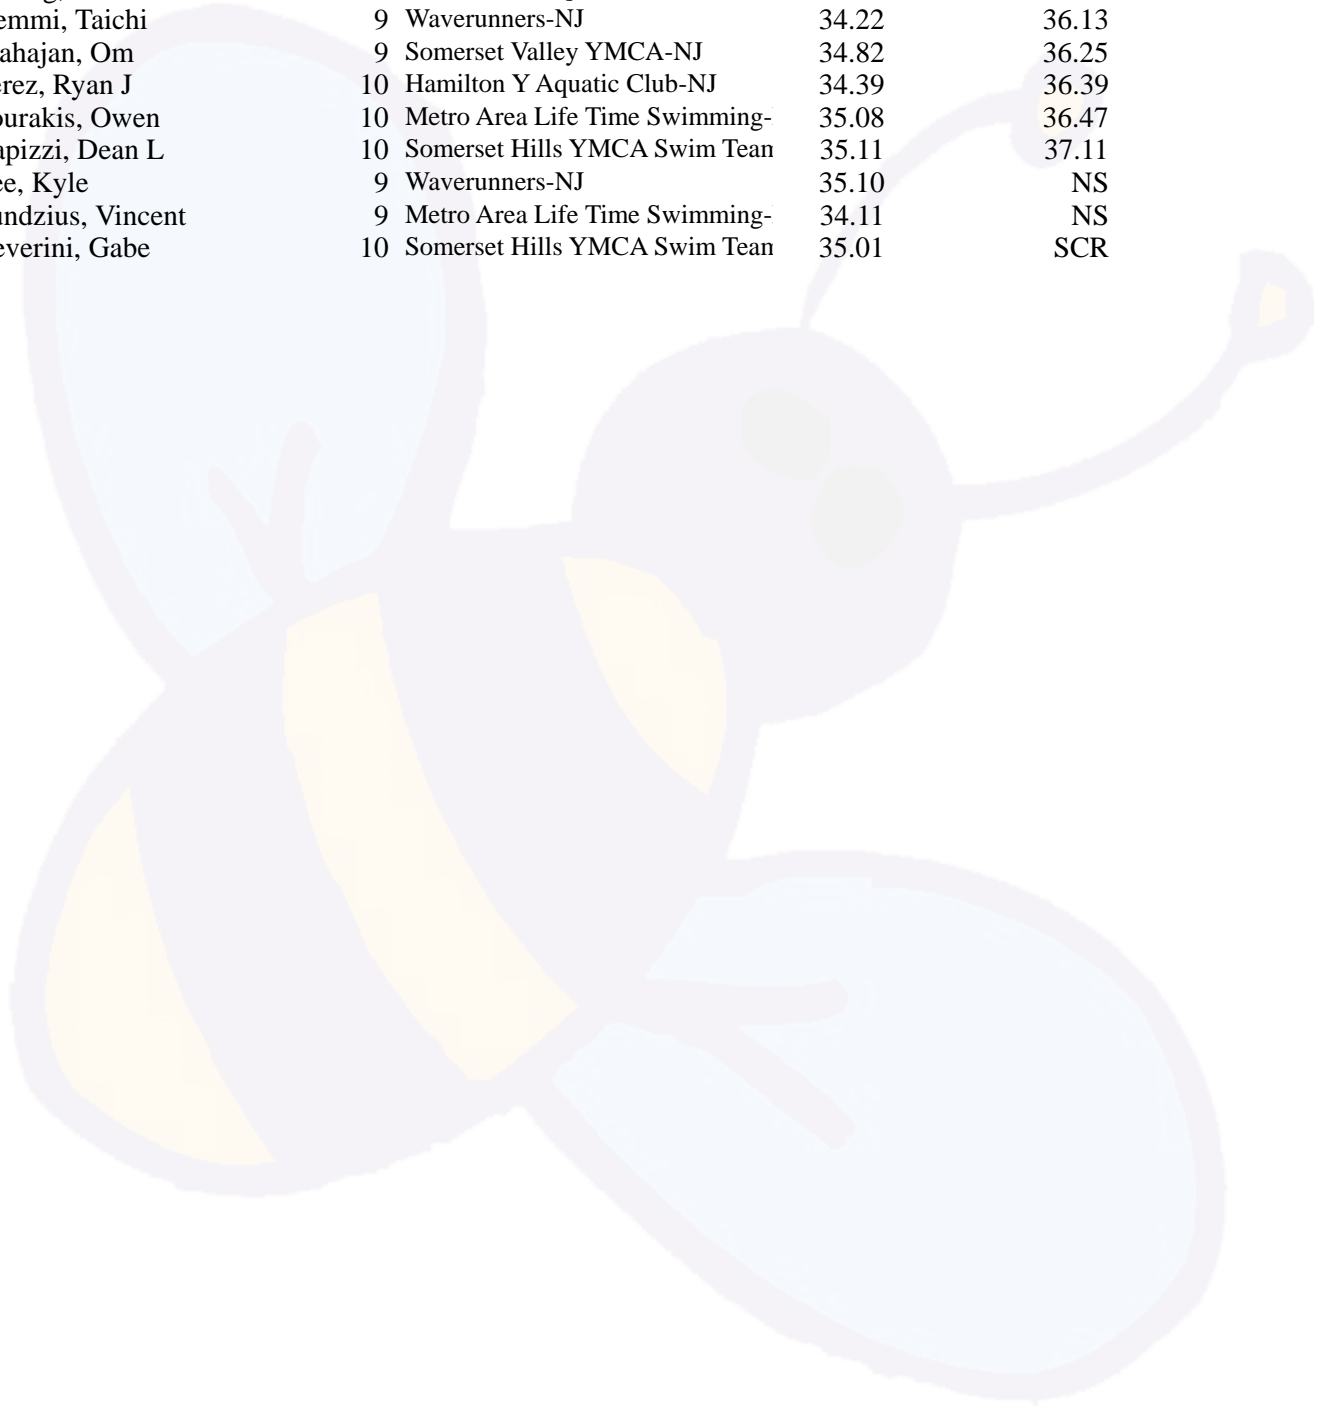 emmi, Taichi 9 Waverunners-NJ 34.22 36.13
ahajan, Om 9 Somerset Valley YMCA-NJ 34.82 36.25
erez, Ryan J 10 Hamilton Y Aquatic Club-NJ 34.39 36.39
ourakis, Owen 10 Metro Area Life Time Swimming- 35.08 36.47
apizzi, Dean L 10 Somerset Hills YMCA Swim Team 35.11 37.11
ee, Kyle 9 Waverunners-NJ 35.10 NS
undzius, Vincent 9 Metro Area Life Time Swimming- 34.11 NS
everini, Gabe 10 Somerset Hills YMCA Swim Team 35.01 SCR